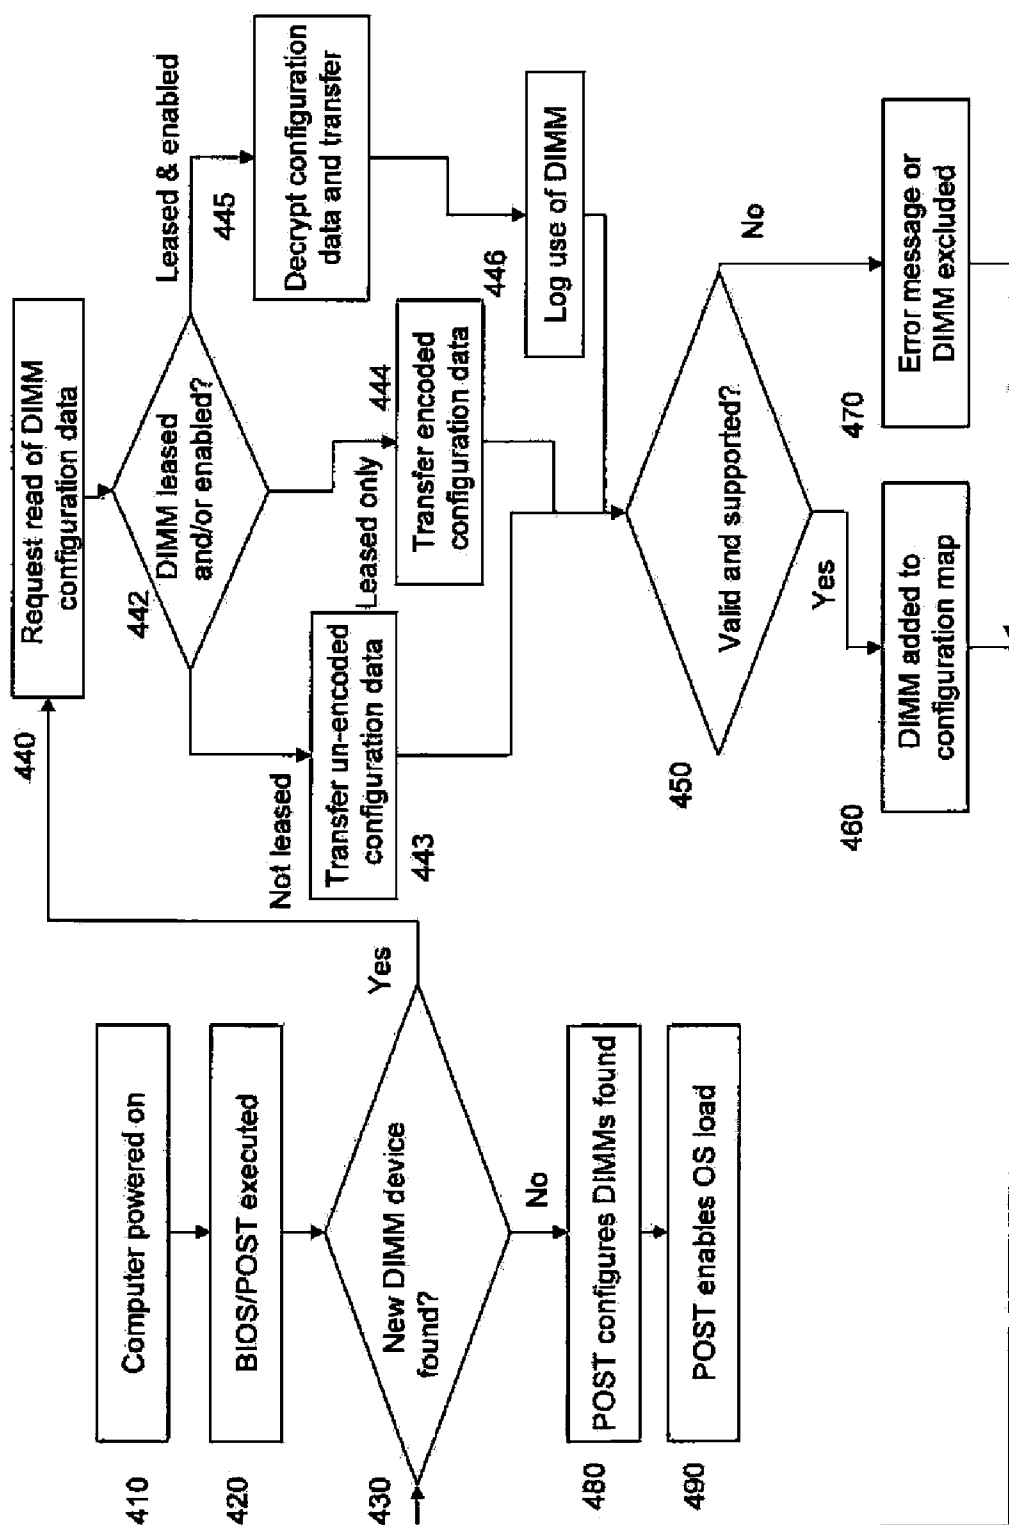 410
Computer powered on
420
BIOS/POST executed
430
New DIMM device
found?
Yes
No
480
POST configures DIMMs found
490
POST enables OS load
440
Request read of DIMM
configuration data
442
DIMM leased
and/or enabled?
Not leased
Leased only
Leased & enabled
443
Transfer un-encoded
configuration data
444
Transfer encoded
configuration data
445
Decrypt configuration
data and transfer
446
Log use of DIMM
450
Valid and supported?
Yes
No
460
DIMM added to
configuration map
470
Error message or
DIMM excluded